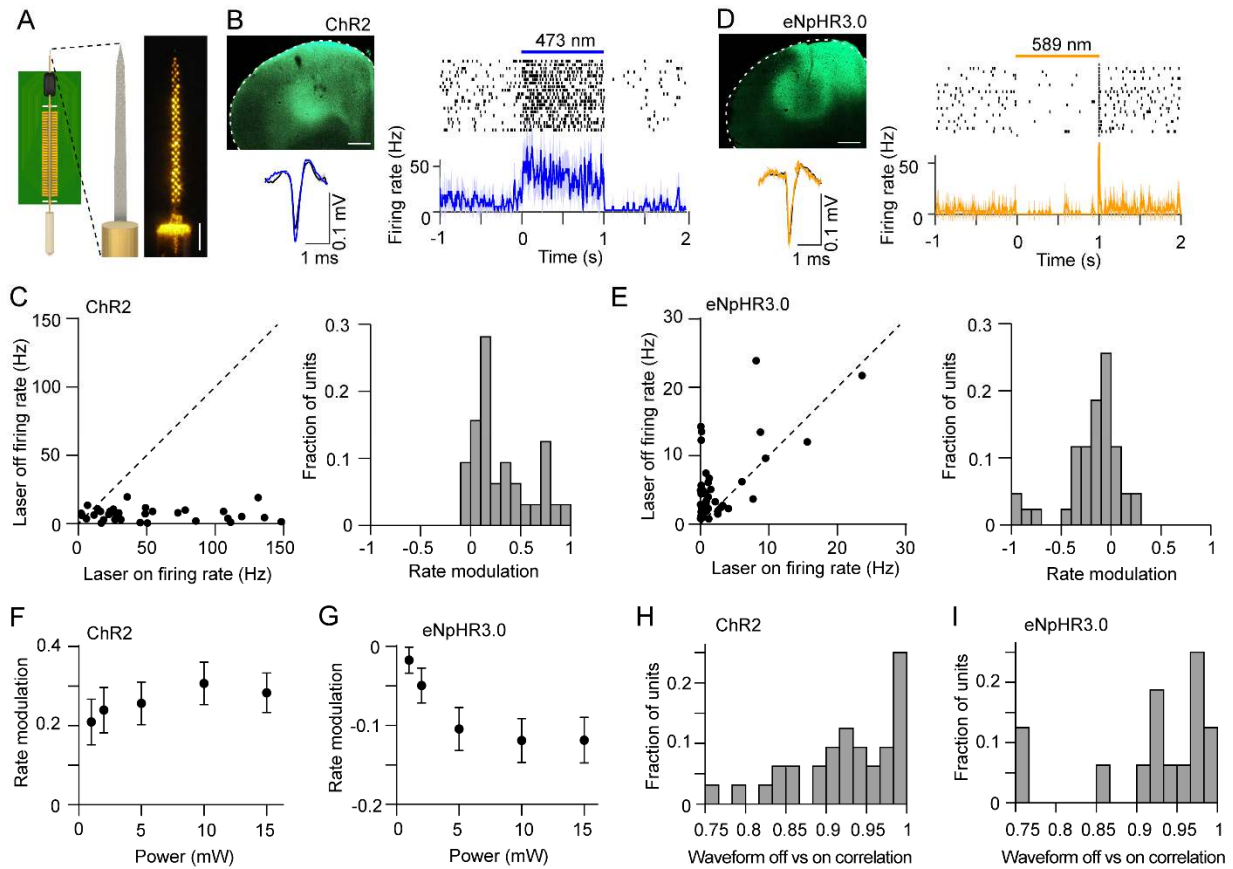 A
B
ChR2
473 nm
Firing rate (Hz)
50
0
-1
0
1
2
Time (s)
0.1 mV
1 ms
D
eNpHR3.0
589 nm
Firing rate (Hz)
50
0
-1
0
1
2
Time (s)
0.1 mV
1 ms
C
ChR2
Laser off firing rate (Hz)
150
100
50
0
0
50
100
150
Laser on firing rate (Hz)
Fraction of units
0.3
0.2
0.1
0
-1
-0.5
0
0.5
1
Rate modulation
E
eNpHR3.0
Laser off firing rate (Hz)
30
20
10
0
0
10
20
30
Laser on firing rate (Hz)
Fraction of units
0.3
0.2
0.1
0
-1
-0.5
0
0.5
1
Rate modulation
F
ChR2
Rate modulation
0.4
0.2
0
0
5
10
15
Power (mW)
G
eNpHR3.0
Rate modulation
0
-0.1
-0.2
0
5
10
15
Power (mW)
H
ChR2
Fraction of units
0.2
0.1
0
0.75
0.8
0.85
0.9
0.95
1
Waveform off vs on correlation
I
eNpHR3.0
Fraction of units
0.2
0.1
0
0.75
0.8
0.85
0.9
0.95
1
Waveform off vs on correlation